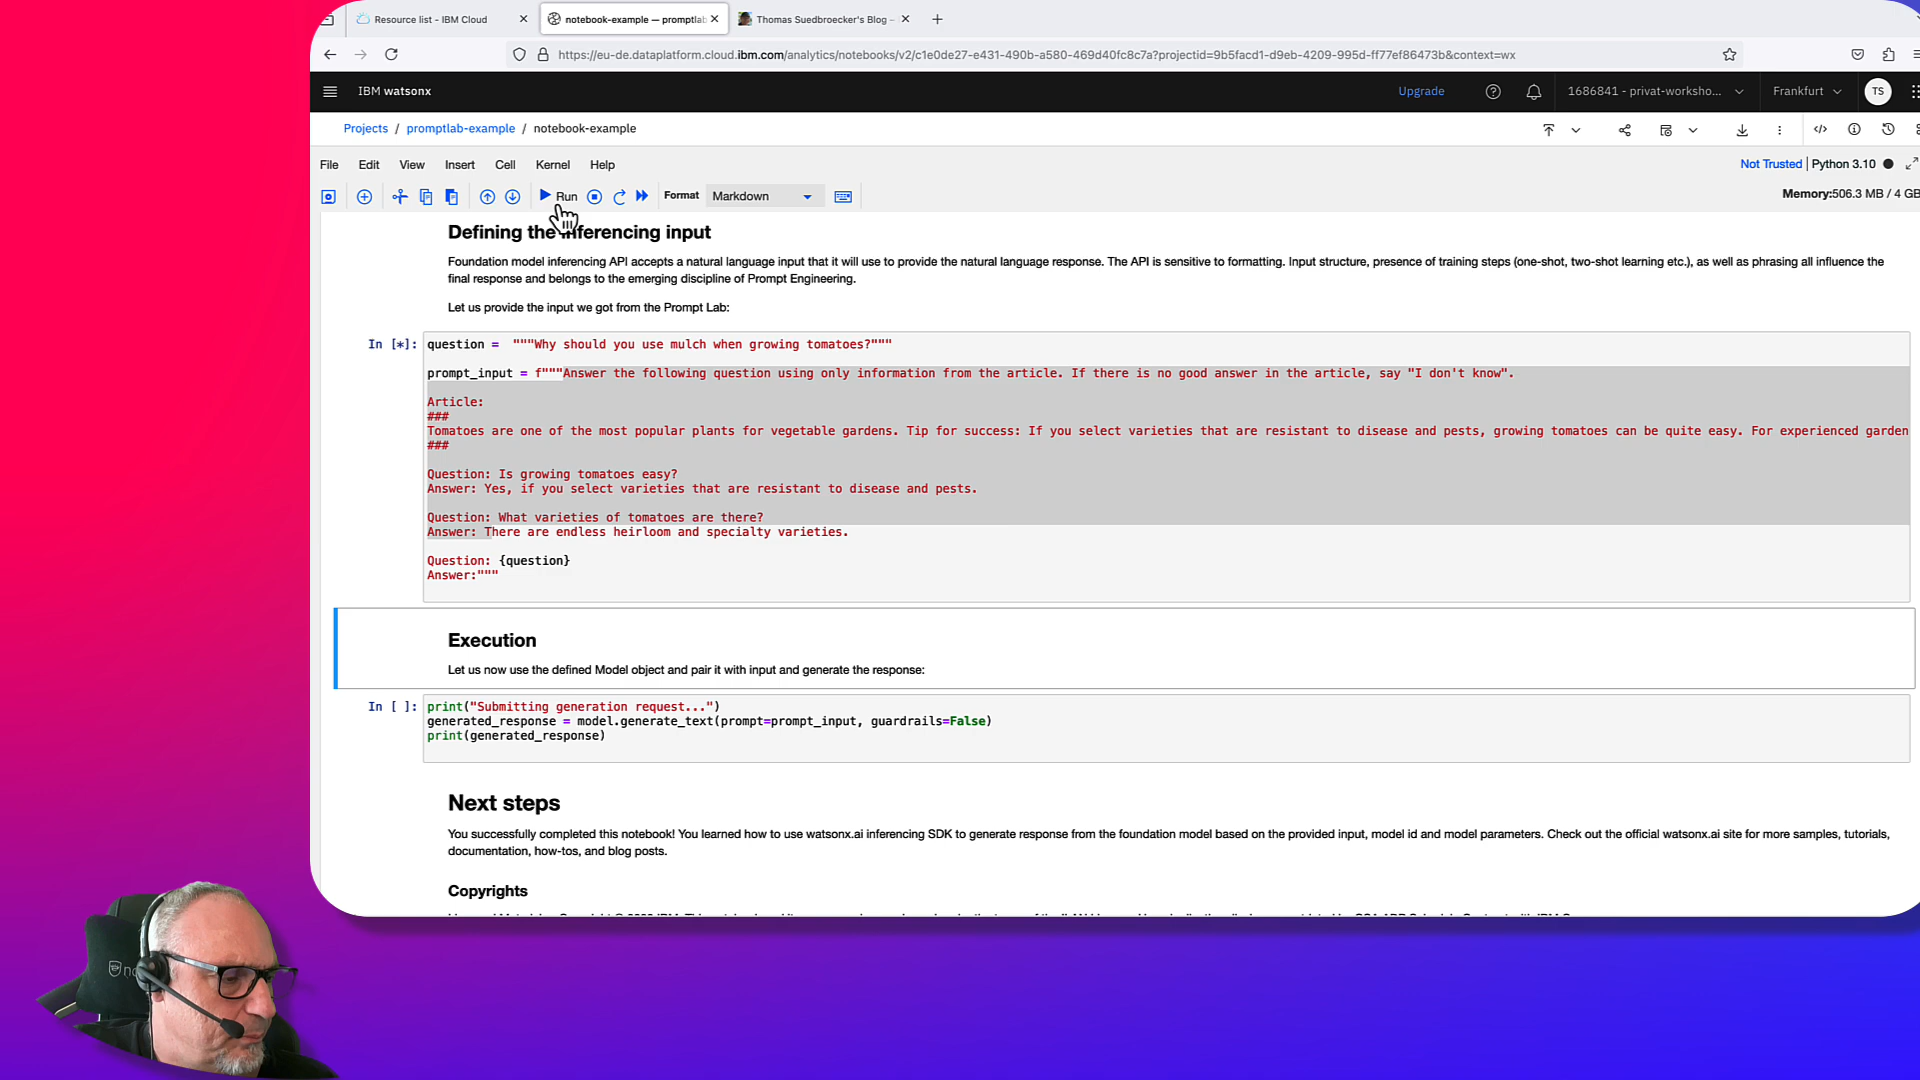 Resource list - IBM Cloud
notebook-example — promptlab
Thomas Suedbroecker's Blog -
https://eu-de.dataplatform.cloud.ibm.com/analytics/notebooks/v2/c1e0de27-e431-490b-a580-469d40fc8c7a?projectid=9b5facd1-d9eb-4209-995d-ff77ef86473b&context=wx
IBM watsonx
Upgrade
1686841 - privat-worksho...
Frankfurt
TS
Projects / promptlab-example / notebook-example
File Edit View Insert Cell Kernel Help
Not Trusted | Python 3.10
Run
Format
Markdown
Memory:506.3 MB / 4 GB
Defining the inferencing input
Foundation model inferencing API accepts a natural language input that it will use to provide the natural language response. The API is sensitive to formatting. Input structure, presence of training steps (one-shot, two-shot learning etc.), as well as phrasing all influence the
final response and belongs to the emerging discipline of Prompt Engineering.
Let us provide the input we got from the Prompt Lab:
In [*]:
question = """Why should you use mulch when growing tomatoes?"""
prompt_input = f"""Answer the following question using only information from the article. If there is no good answer in the article, say "I don't know".
Article:
###
Tomatoes are one of the most popular plants for vegetable gardens. Tip for success: If you select varieties that are resistant to disease and pests, growing tomatoes can be quite easy. For experienced garden
###
Question: Is growing tomatoes easy?
Answer: Yes, if you select varieties that are resistant to disease and pests.
Question: What varieties of tomatoes are there?
Answer: There are endless heirloom and specialty varieties.
Question: {question}
Answer:"""
Execution
Let us now use the defined Model object and pair it with input and generate the response:
In [ ]:
print("Submitting generation request...")
generated_response = model.generate_text(prompt=prompt_input, guardrails=False)
print(generated_response)
Next steps
You successfully completed this notebook! You learned how to use watsonx.ai inferencing SDK to generate response from the foundation model based on the provided input, model id and model parameters. Check out the official watsonx.ai site for more samples, tutorials,
documentation, how-tos, and blog posts.
Copyrights